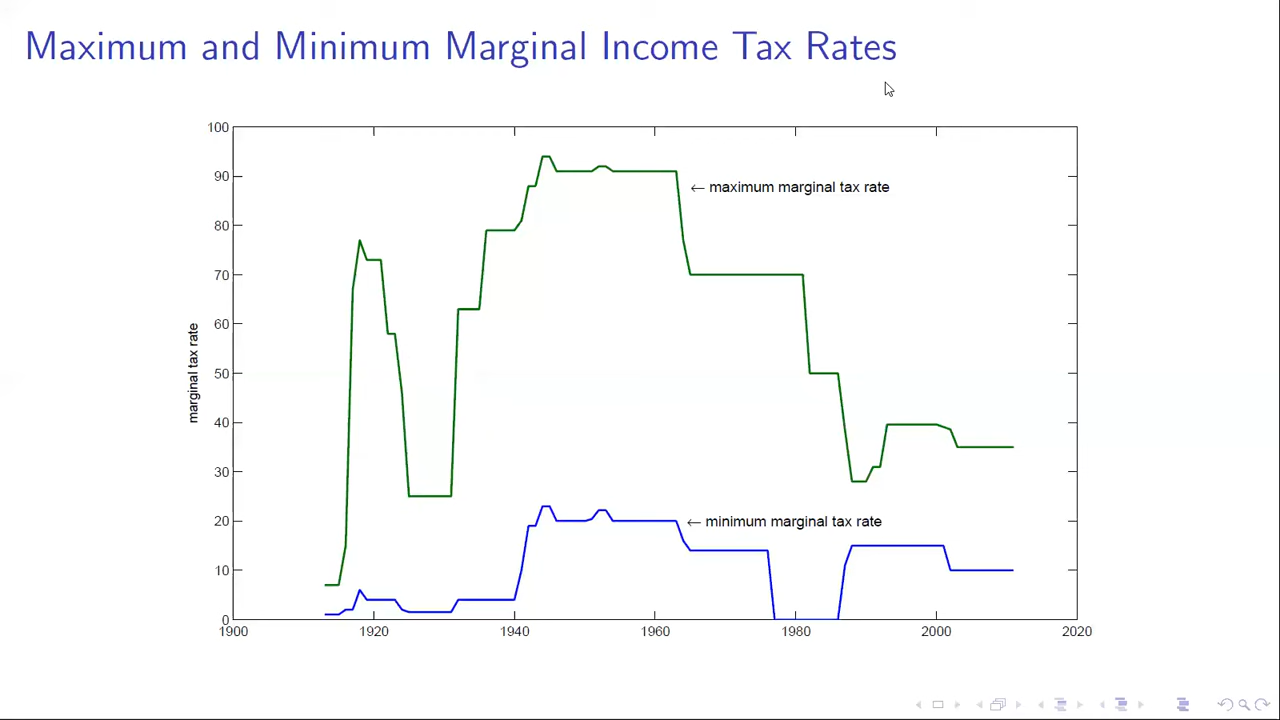 Maximum and Minimum Marginal Income Tax Rates
100
90
80
70
60
50
40
30
20
10
0
marginal tax rate
← maximum marginal tax rate
← minimum marginal tax rate
1900 1920 1940 1960 1980 2000 2020